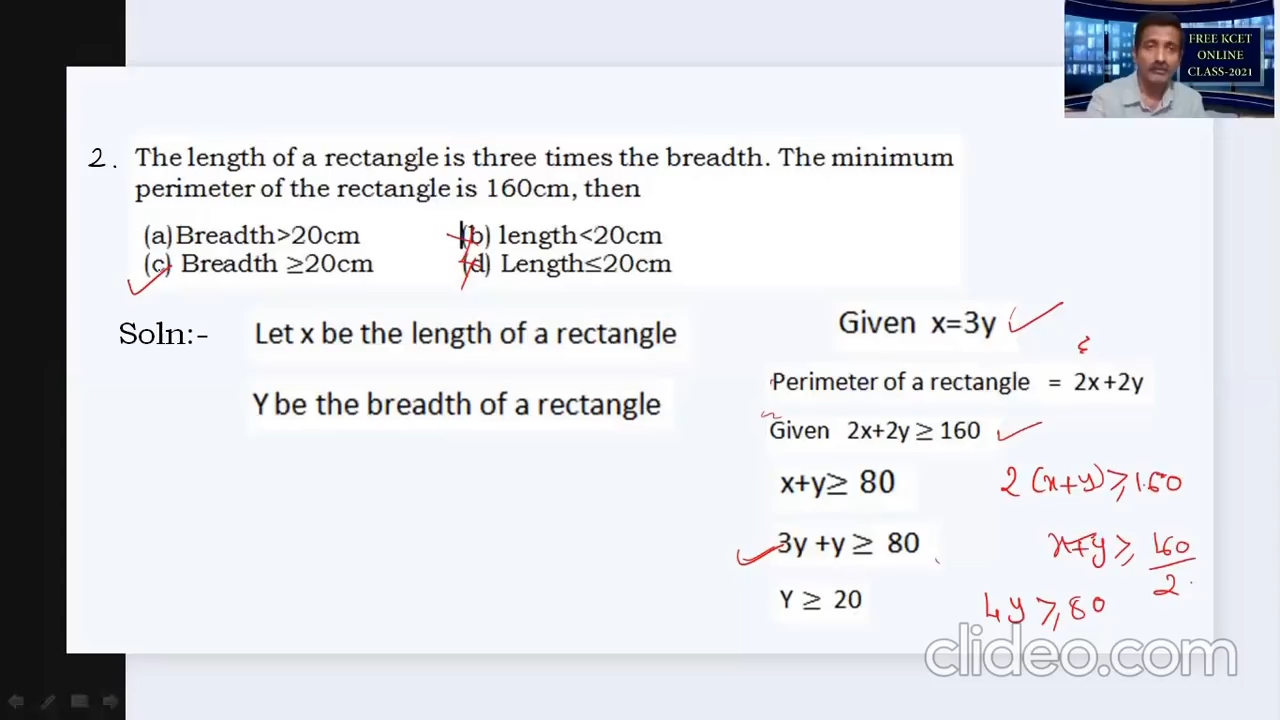 FREE KCET
ONLINE
CLASS-2021
2. The length of a rectangle is three times the breadth. The minimum
perimeter of the rectangle is 160cm, then
(a) Breadth>20cm (b) length<20cm
(c) Breadth ≥20cm (d) Length≤20cm
Soln:- Let x be the length of a rectangle
Y be the breadth of a rectangle
Given x=3y
Perimeter of a rectangle = 2x+2y
Given 2x+2y ≥ 160
x+y≥ 80
2 (x+y) ≥ 160
3y +y ≥ 80
x+y ≥ 160/2
Y ≥ 20
4y ≥ 80
clideo.com